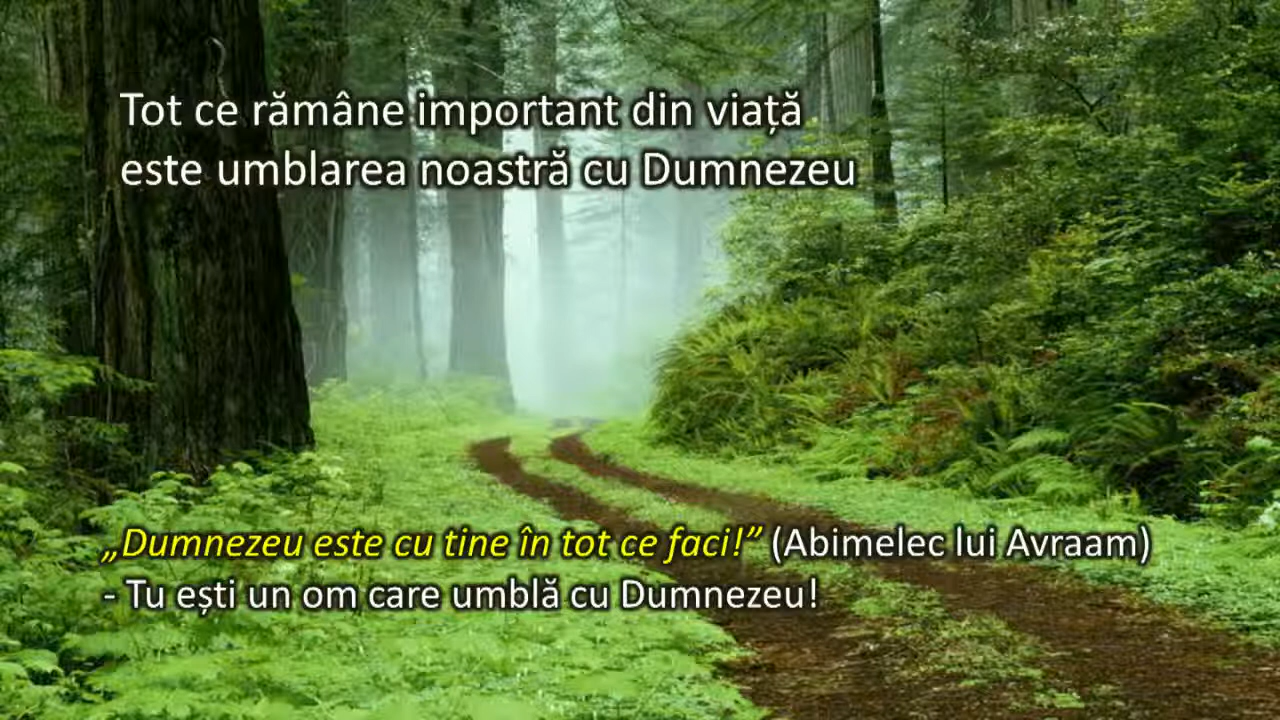 Tot ce rămâne important din viață
este umblarea noastră cu Dumnezeu
„Dumnezeu este cu tine în tot ce faci!” (Abimelec lui Avraam)
- Tu ești un om care umblă cu Dumnezeu!